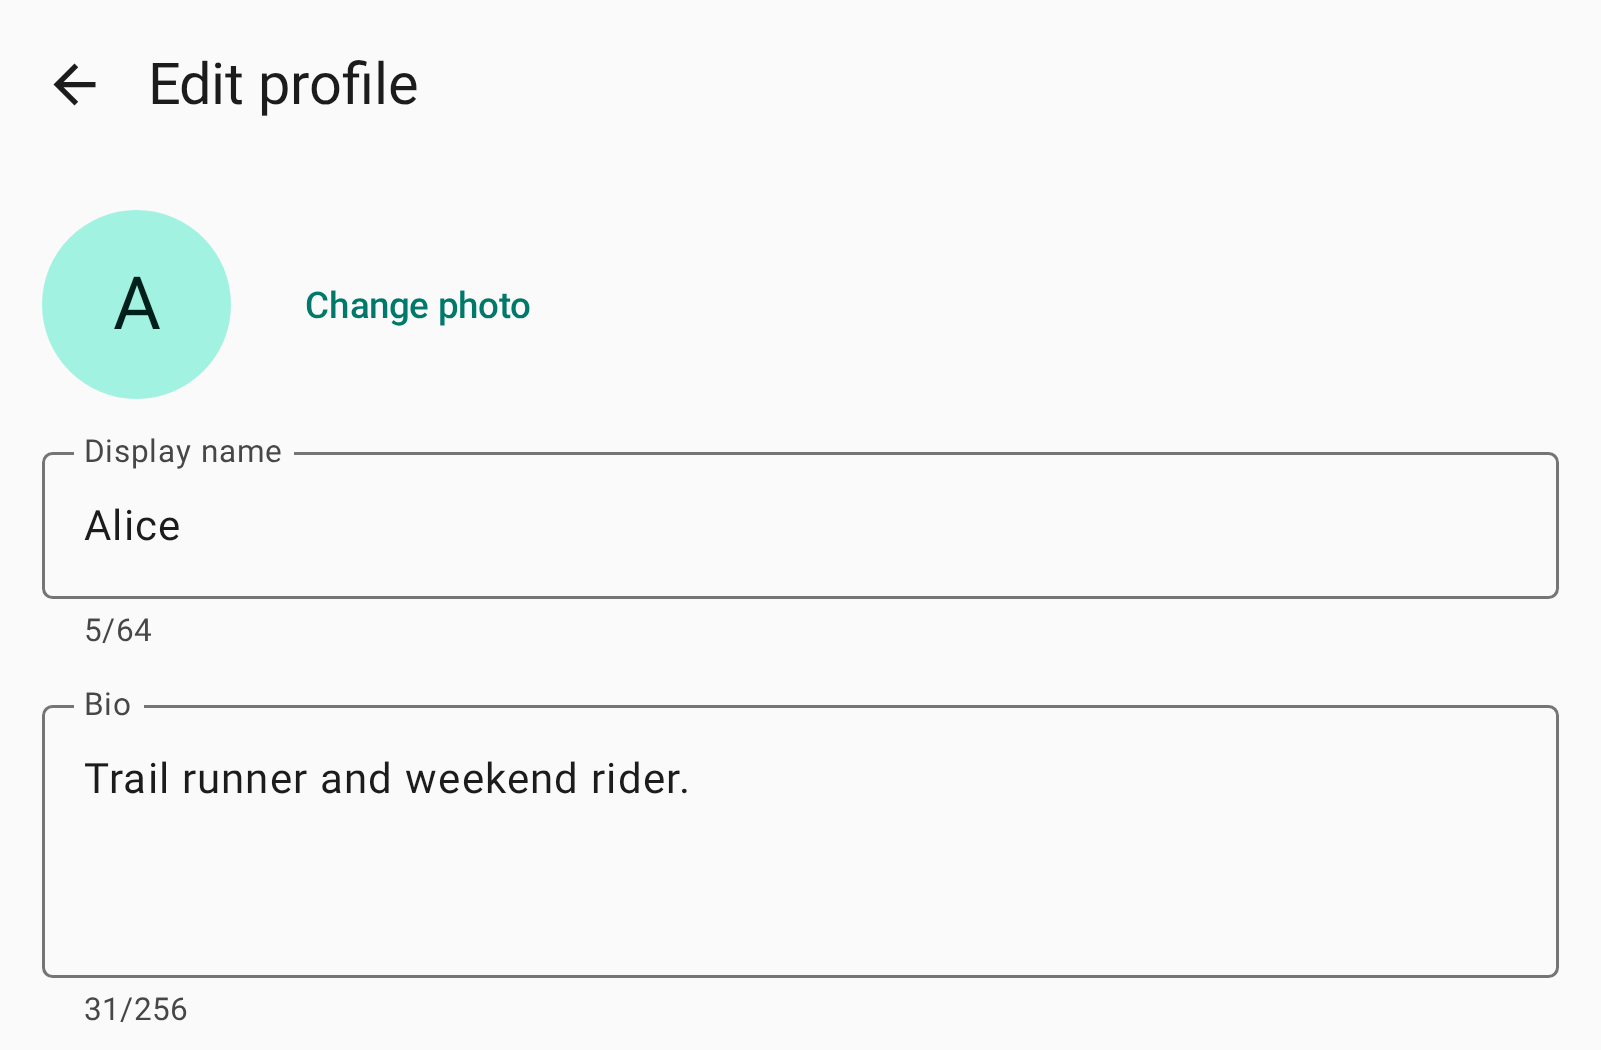 Edit profile
A
Change photo
Display name
Alice
5/64
Bio
Trail runner and weekend rider.
31/256